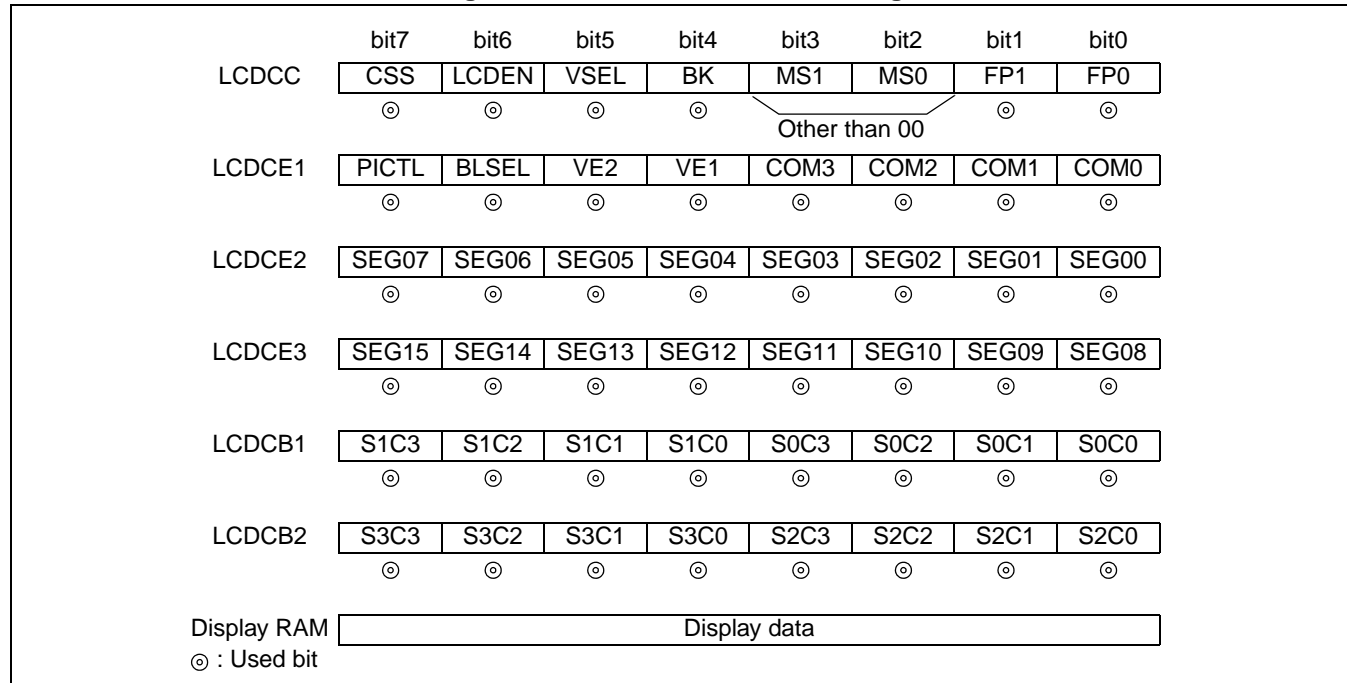 bit7 bit6 bit5 bit4 bit3 bit2 bit1 bit0
LCDCC CSS LCDEN VSEL BK MS1 MS0 FP1 FP0
◎ ◎ ◎ ◎ Other than 00 ◎ ◎
LCDCE1 PICTL BLSEL VE2 VE1 COM3 COM2 COM1 COM0
◎ ◎ ◎ ◎ ◎ ◎ ◎ ◎
LCDCE2 SEG07 SEG06 SEG05 SEG04 SEG03 SEG02 SEG01 SEG00
◎ ◎ ◎ ◎ ◎ ◎ ◎ ◎
LCDCE3 SEG15 SEG14 SEG13 SEG12 SEG11 SEG10 SEG09 SEG08
◎ ◎ ◎ ◎ ◎ ◎ ◎ ◎
LCDCB1 S1C3 S1C2 S1C1 S1C0 S0C3 S0C2 S0C1 S0C0
◎ ◎ ◎ ◎ ◎ ◎ ◎ ◎
LCDCB2 S3C3 S3C2 S3C1 S3C0 S2C3 S2C2 S2C1 S2C0
◎ ◎ ◎ ◎ ◎ ◎ ◎ ◎
Display RAM Display data
◎ : Used bit